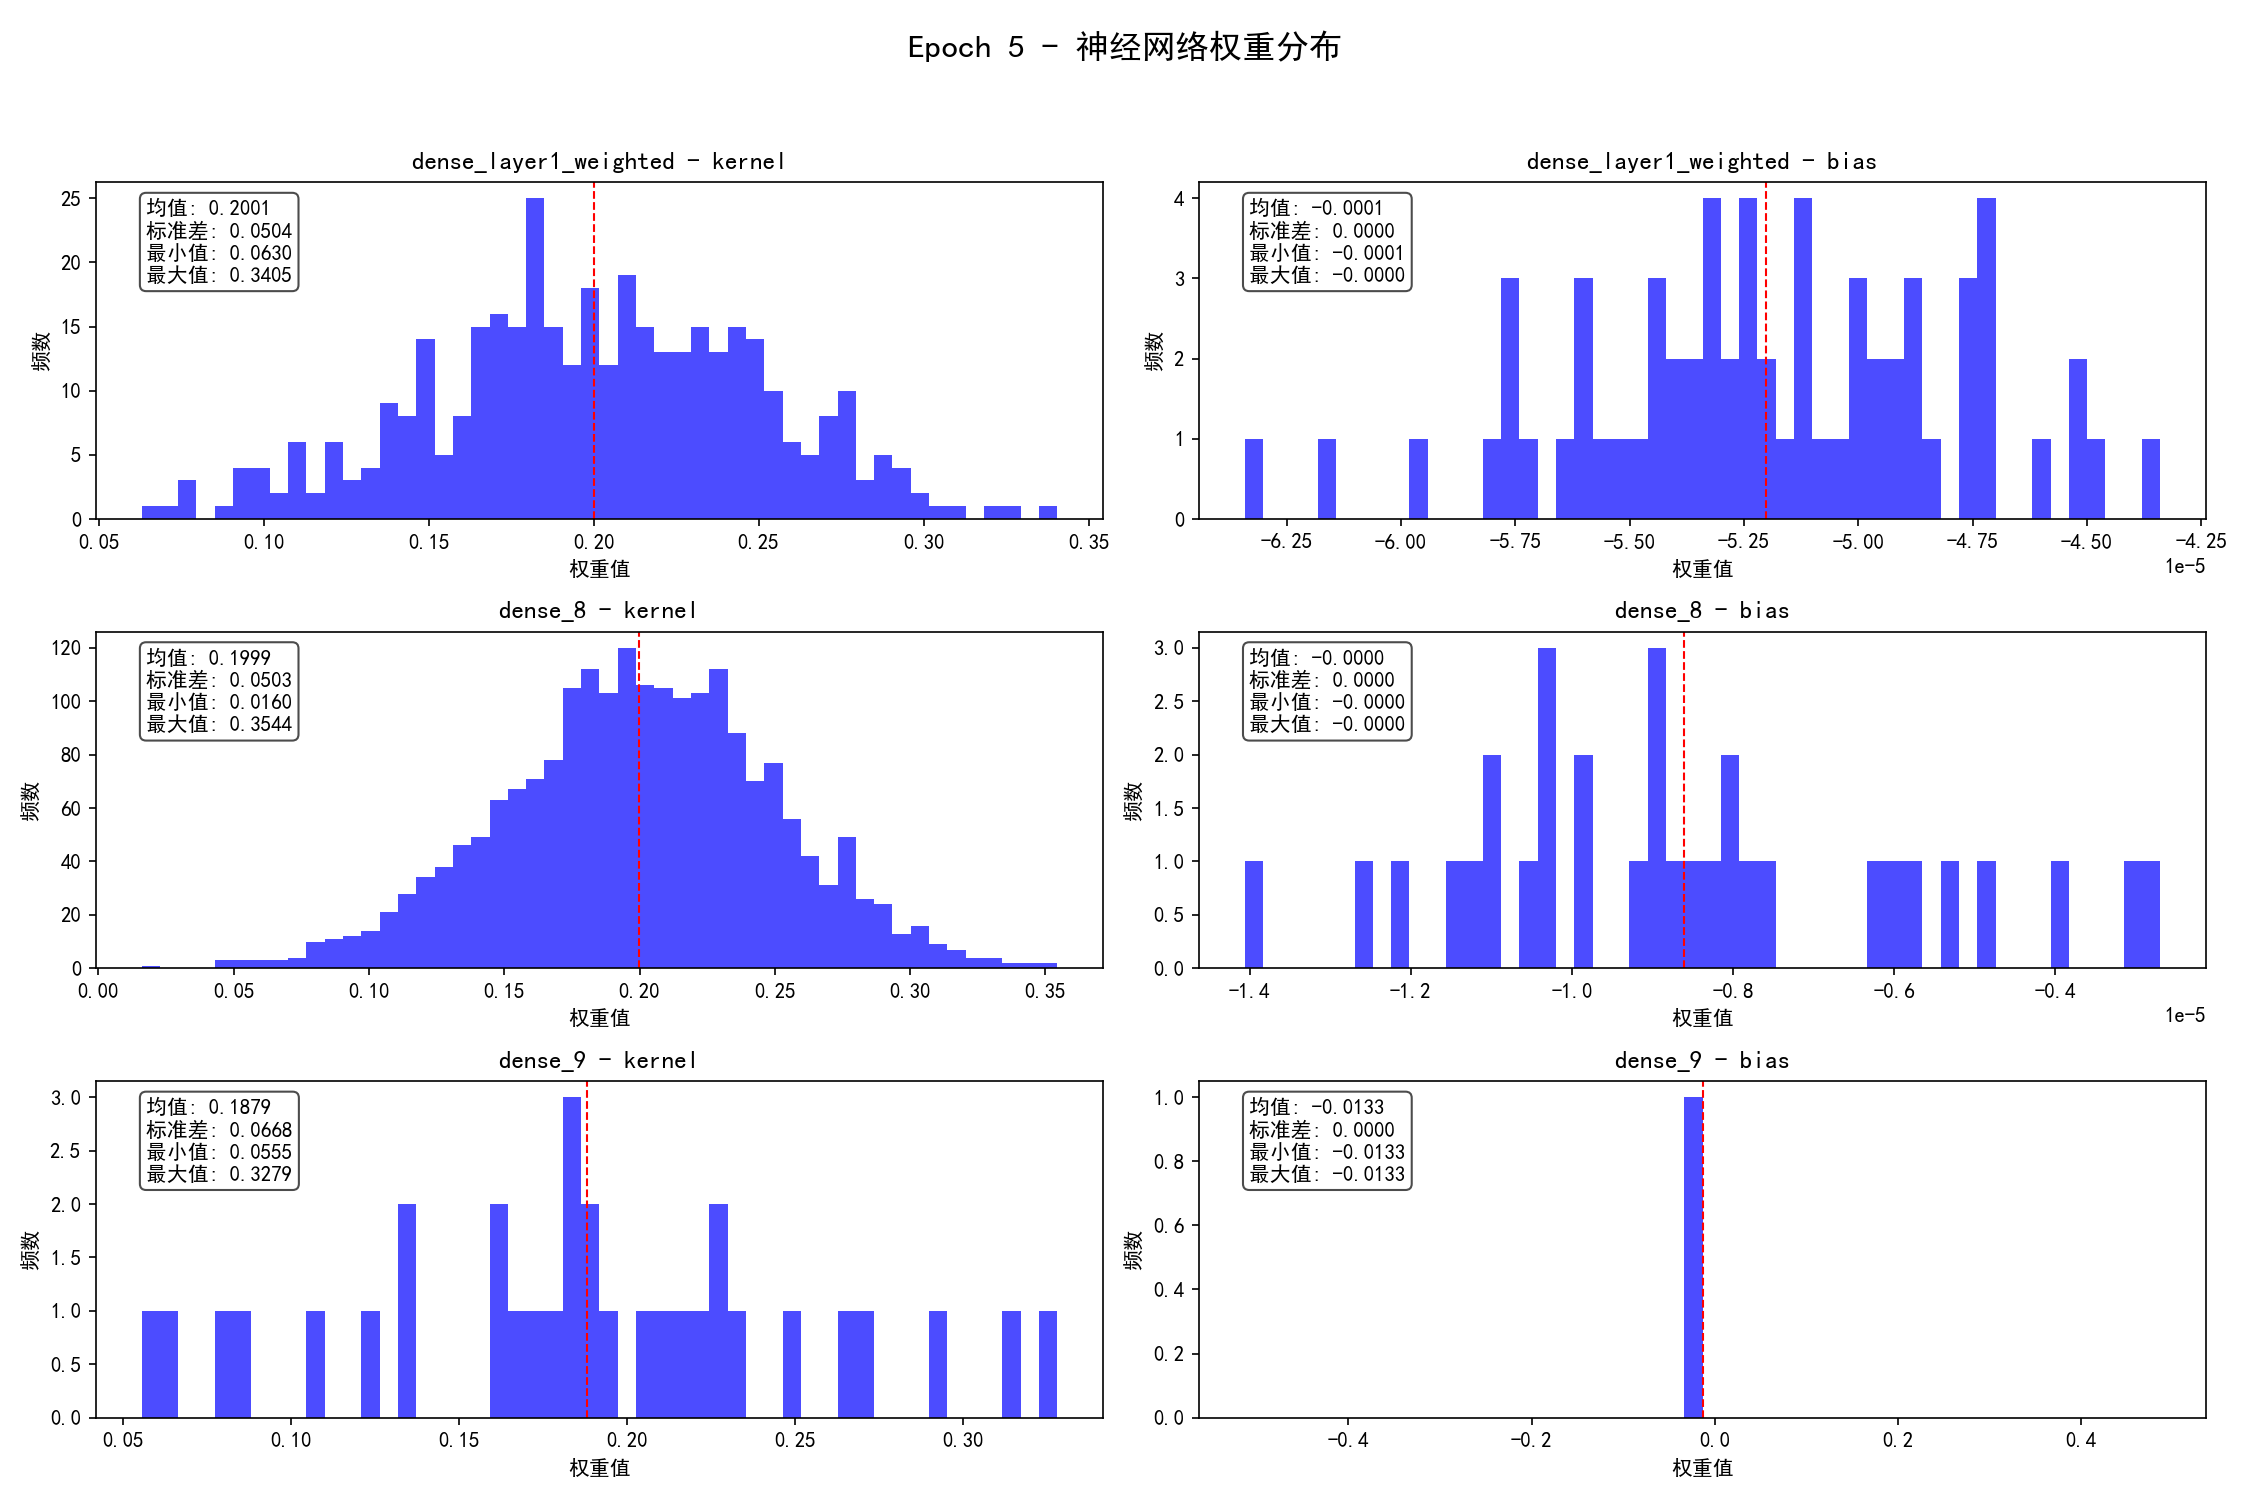 Epoch 5 - 神经网络权重分布
dense_layer1_weighted - kernel
均值: 0.2001
标准差: 0.0504
最小值: 0.0630
最大值: 0.3405
频数
25
20
15
10
5
0
0.05 0.10 0.15 0.20 0.25 0.30 0.35
权重值
dense_layer1_weighted - bias
均值: -0.0001
标准差: 0.0000
最小值: -0.0001
最大值: -0.0000
频数
4
3
2
1
0
-6.25 -6.00 -5.75 -5.50 -5.25 -5.00 -4.75 -4.50 -4.25
1e-5
权重值
dense_8 - kernel
均值: 0.1999
标准差: 0.0503
最小值: 0.0160
最大值: 0.3544
频数
120
100
80
60
40
20
0
0.00 0.05 0.10 0.15 0.20 0.25 0.30 0.35
权重值
dense_8 - bias
均值: -0.0000
标准差: 0.0000
最小值: -0.0000
最大值: -0.0000
频数
3.0
2.5
2.0
1.5
1.0
0.5
0.0
-1.4 -1.2 -1.0 -0.8 -0.6 -0.4
1e-5
权重值
dense_9 - kernel
均值: 0.1879
标准差: 0.0668
最小值: 0.0555
最大值: 0.3279
频数
3.0
2.5
2.0
1.5
1.0
0.5
0.0
0.05 0.10 0.15 0.20 0.25 0.30
权重值
dense_9 - bias
均值: -0.0133
标准差: 0.0000
最小值: -0.0133
最大值: -0.0133
频数
1.0
0.8
0.6
0.4
0.2
0.0
-0.4 -0.2 0.0 0.2 0.4
权重值